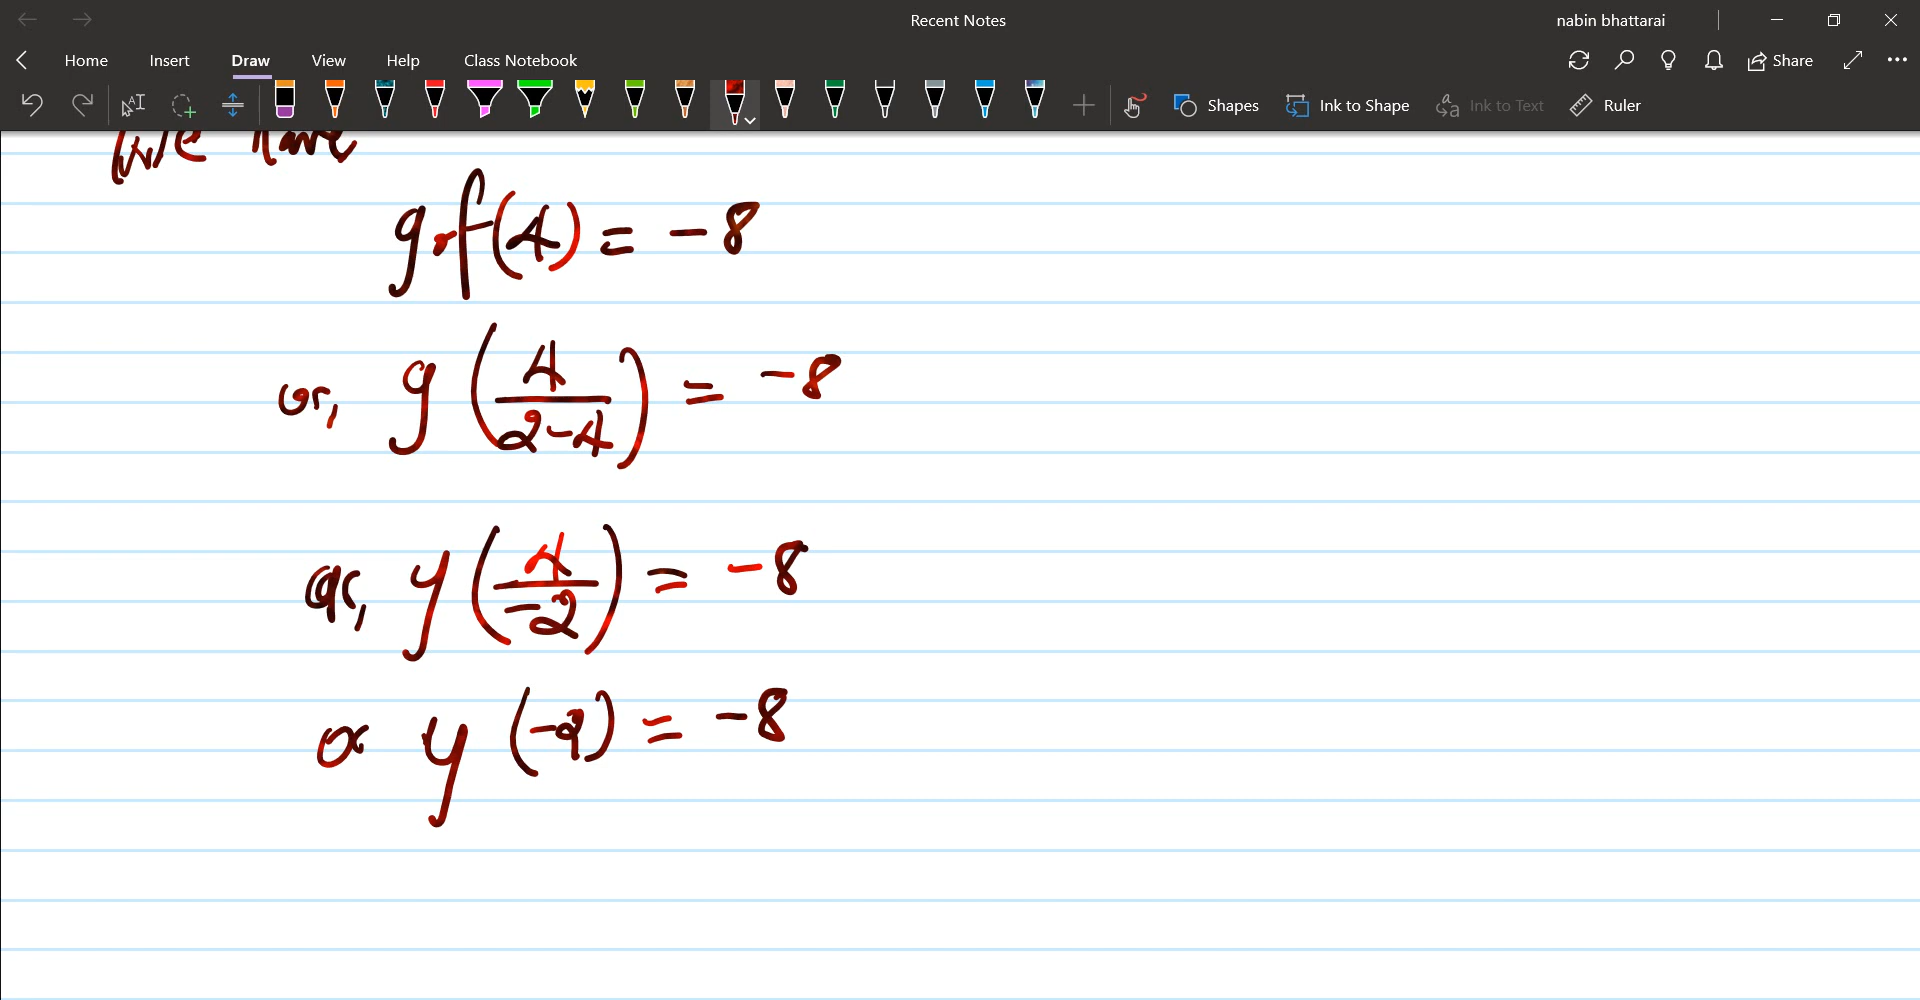 Recent Notes nabin bhattarai
Home Insert Draw View Help Class Notebook Share
Shapes Ink to Shape Ink to Text Ruler
We have
gof(4) = -8
or, g(4/(2-4)) = -8
or, g(4/-2) = -8
or g(-2) = -8